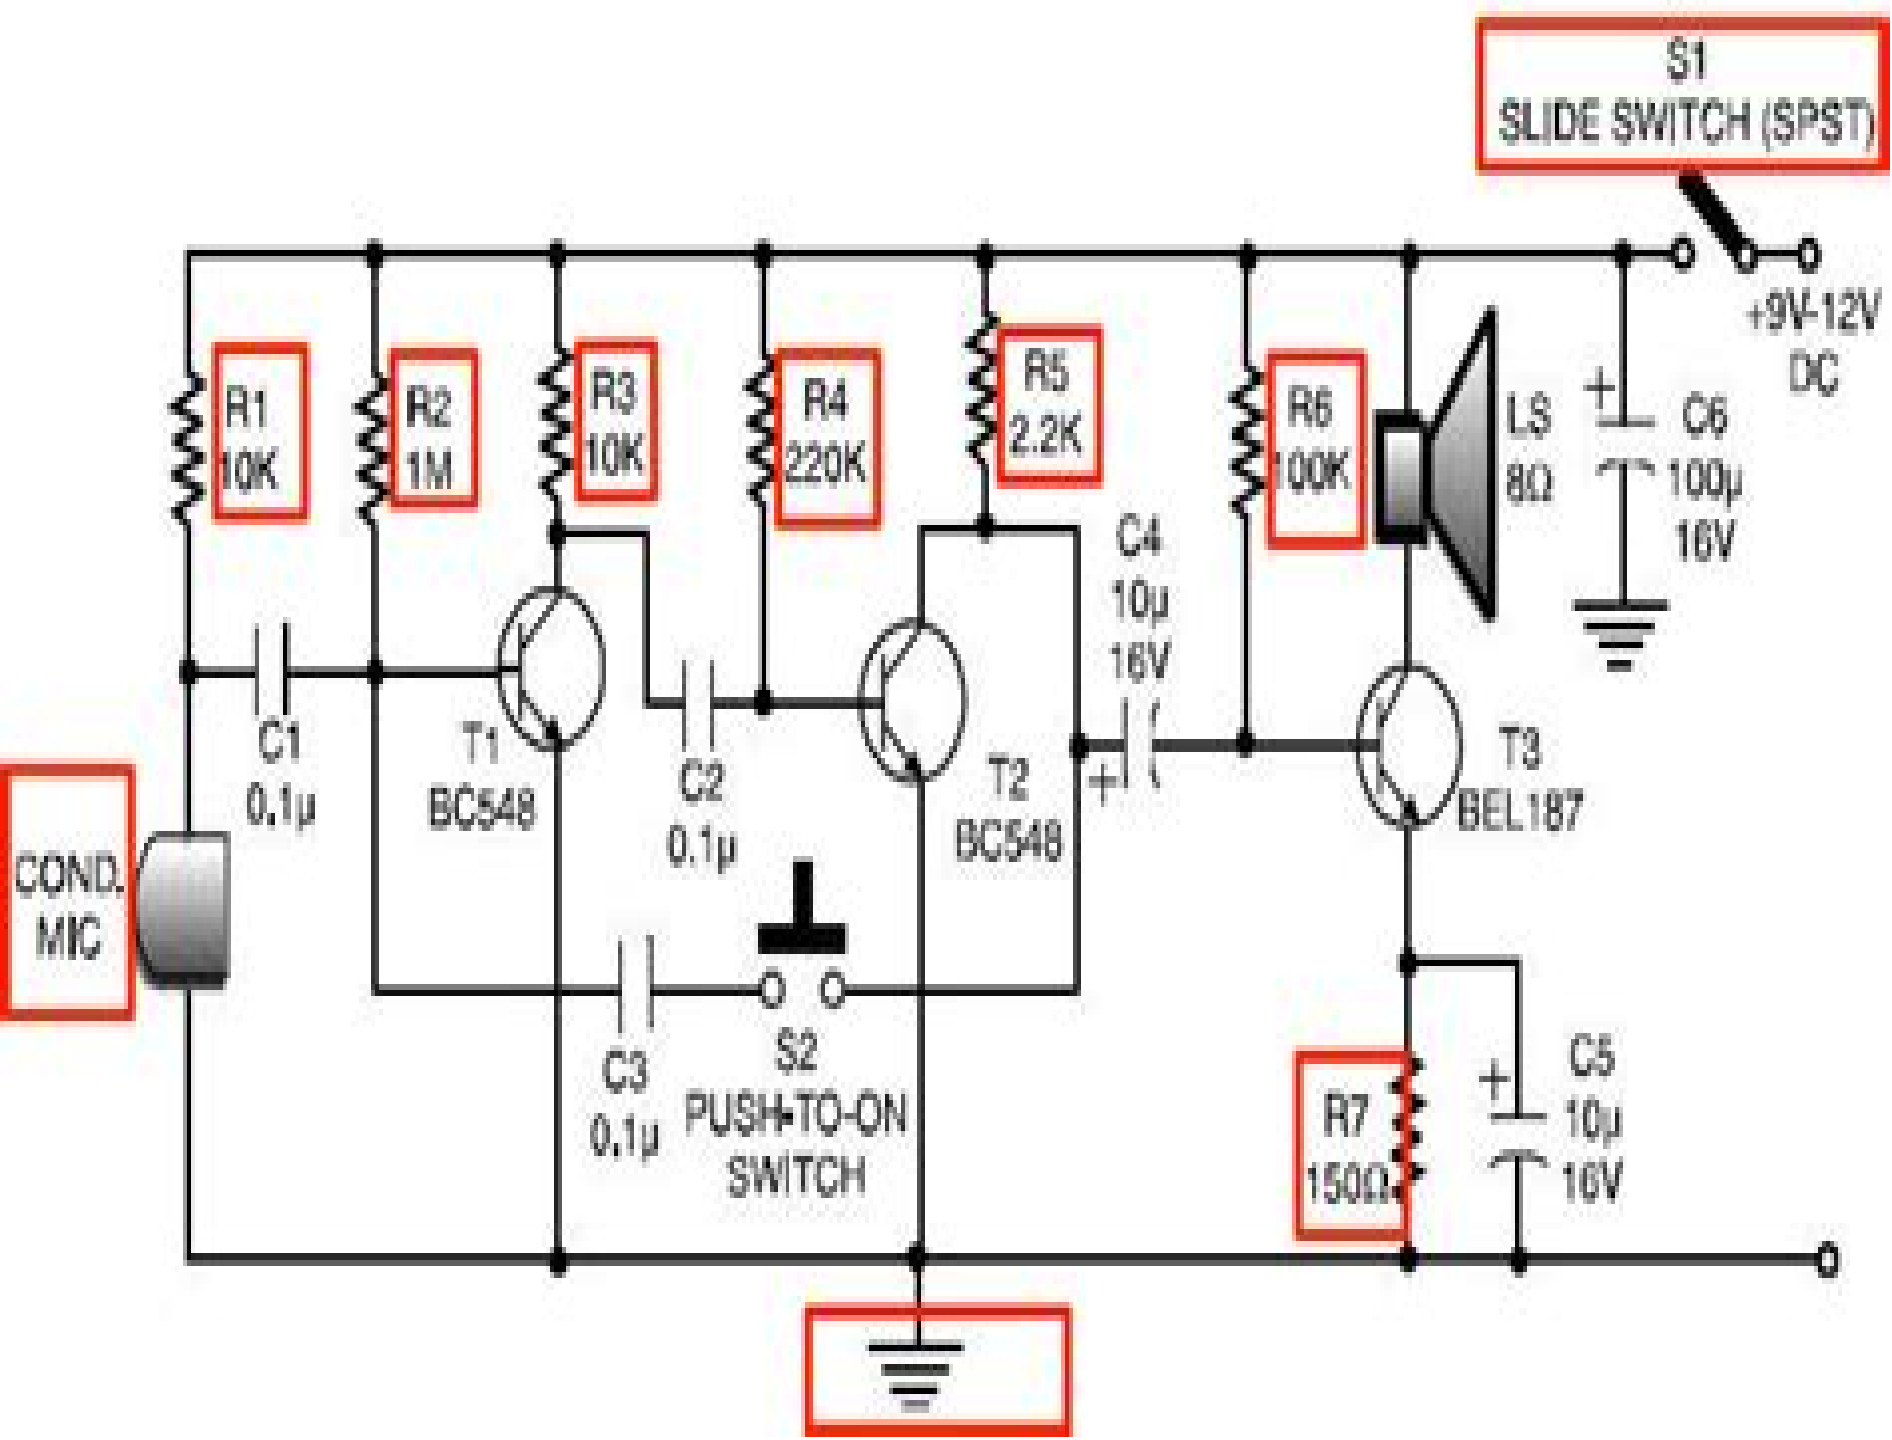 S1
SLIDE SWITCH (SPST)
+9V-12V
DC
R1
10K
R2
1M
R3
10K
R4
220K
R5
2.2K
R6
100K
LS
8Ω
C6
100µ
16V
C4
10µ
16V
+
+
C1
0.1µ
T1
BC548
C2
0.1µ
T2
BC548
T3
BEL187
COND.
MIC
C3
0.1µ
S2
PUSH-TO-ON
SWITCH
R7
150Ω
+
C5
10µ
16V